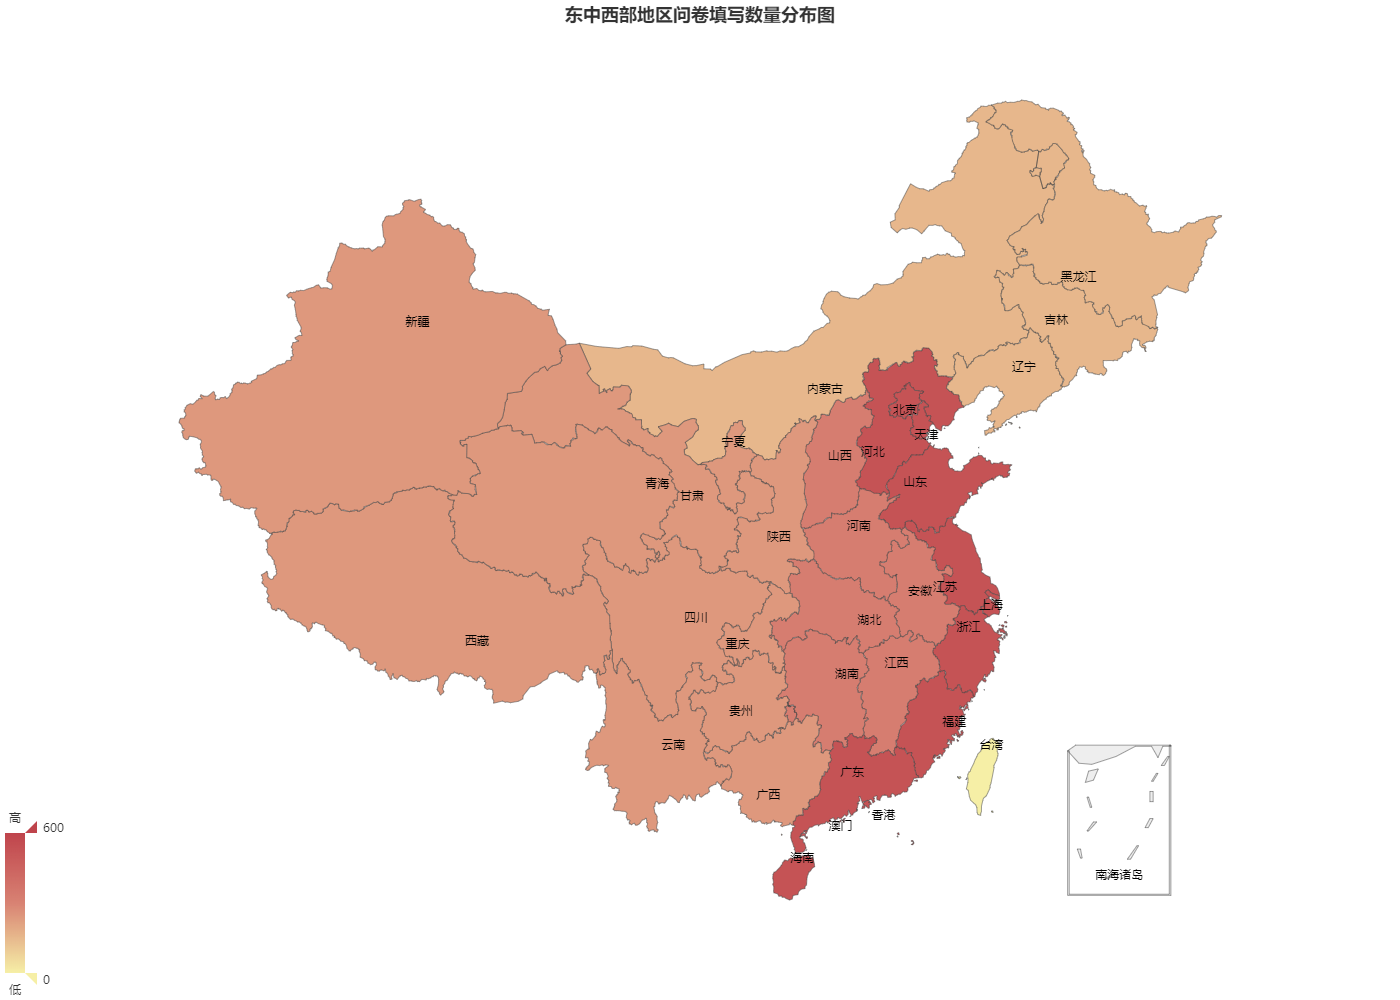 东中西部地区问卷填写数量分布图
黑龙江
吉林
新疆
辽宁
内蒙古
北京
天津
宁夏
河北
山西
山东
青海
甘肃
河南
陕西
江苏
安徽
上海
四川
湖北
浙江
西藏
重庆
江西
湖南
贵州
福建
云南
台湾
广东
广西
香港
澳门
海南
南海诸岛
高
600
0
低